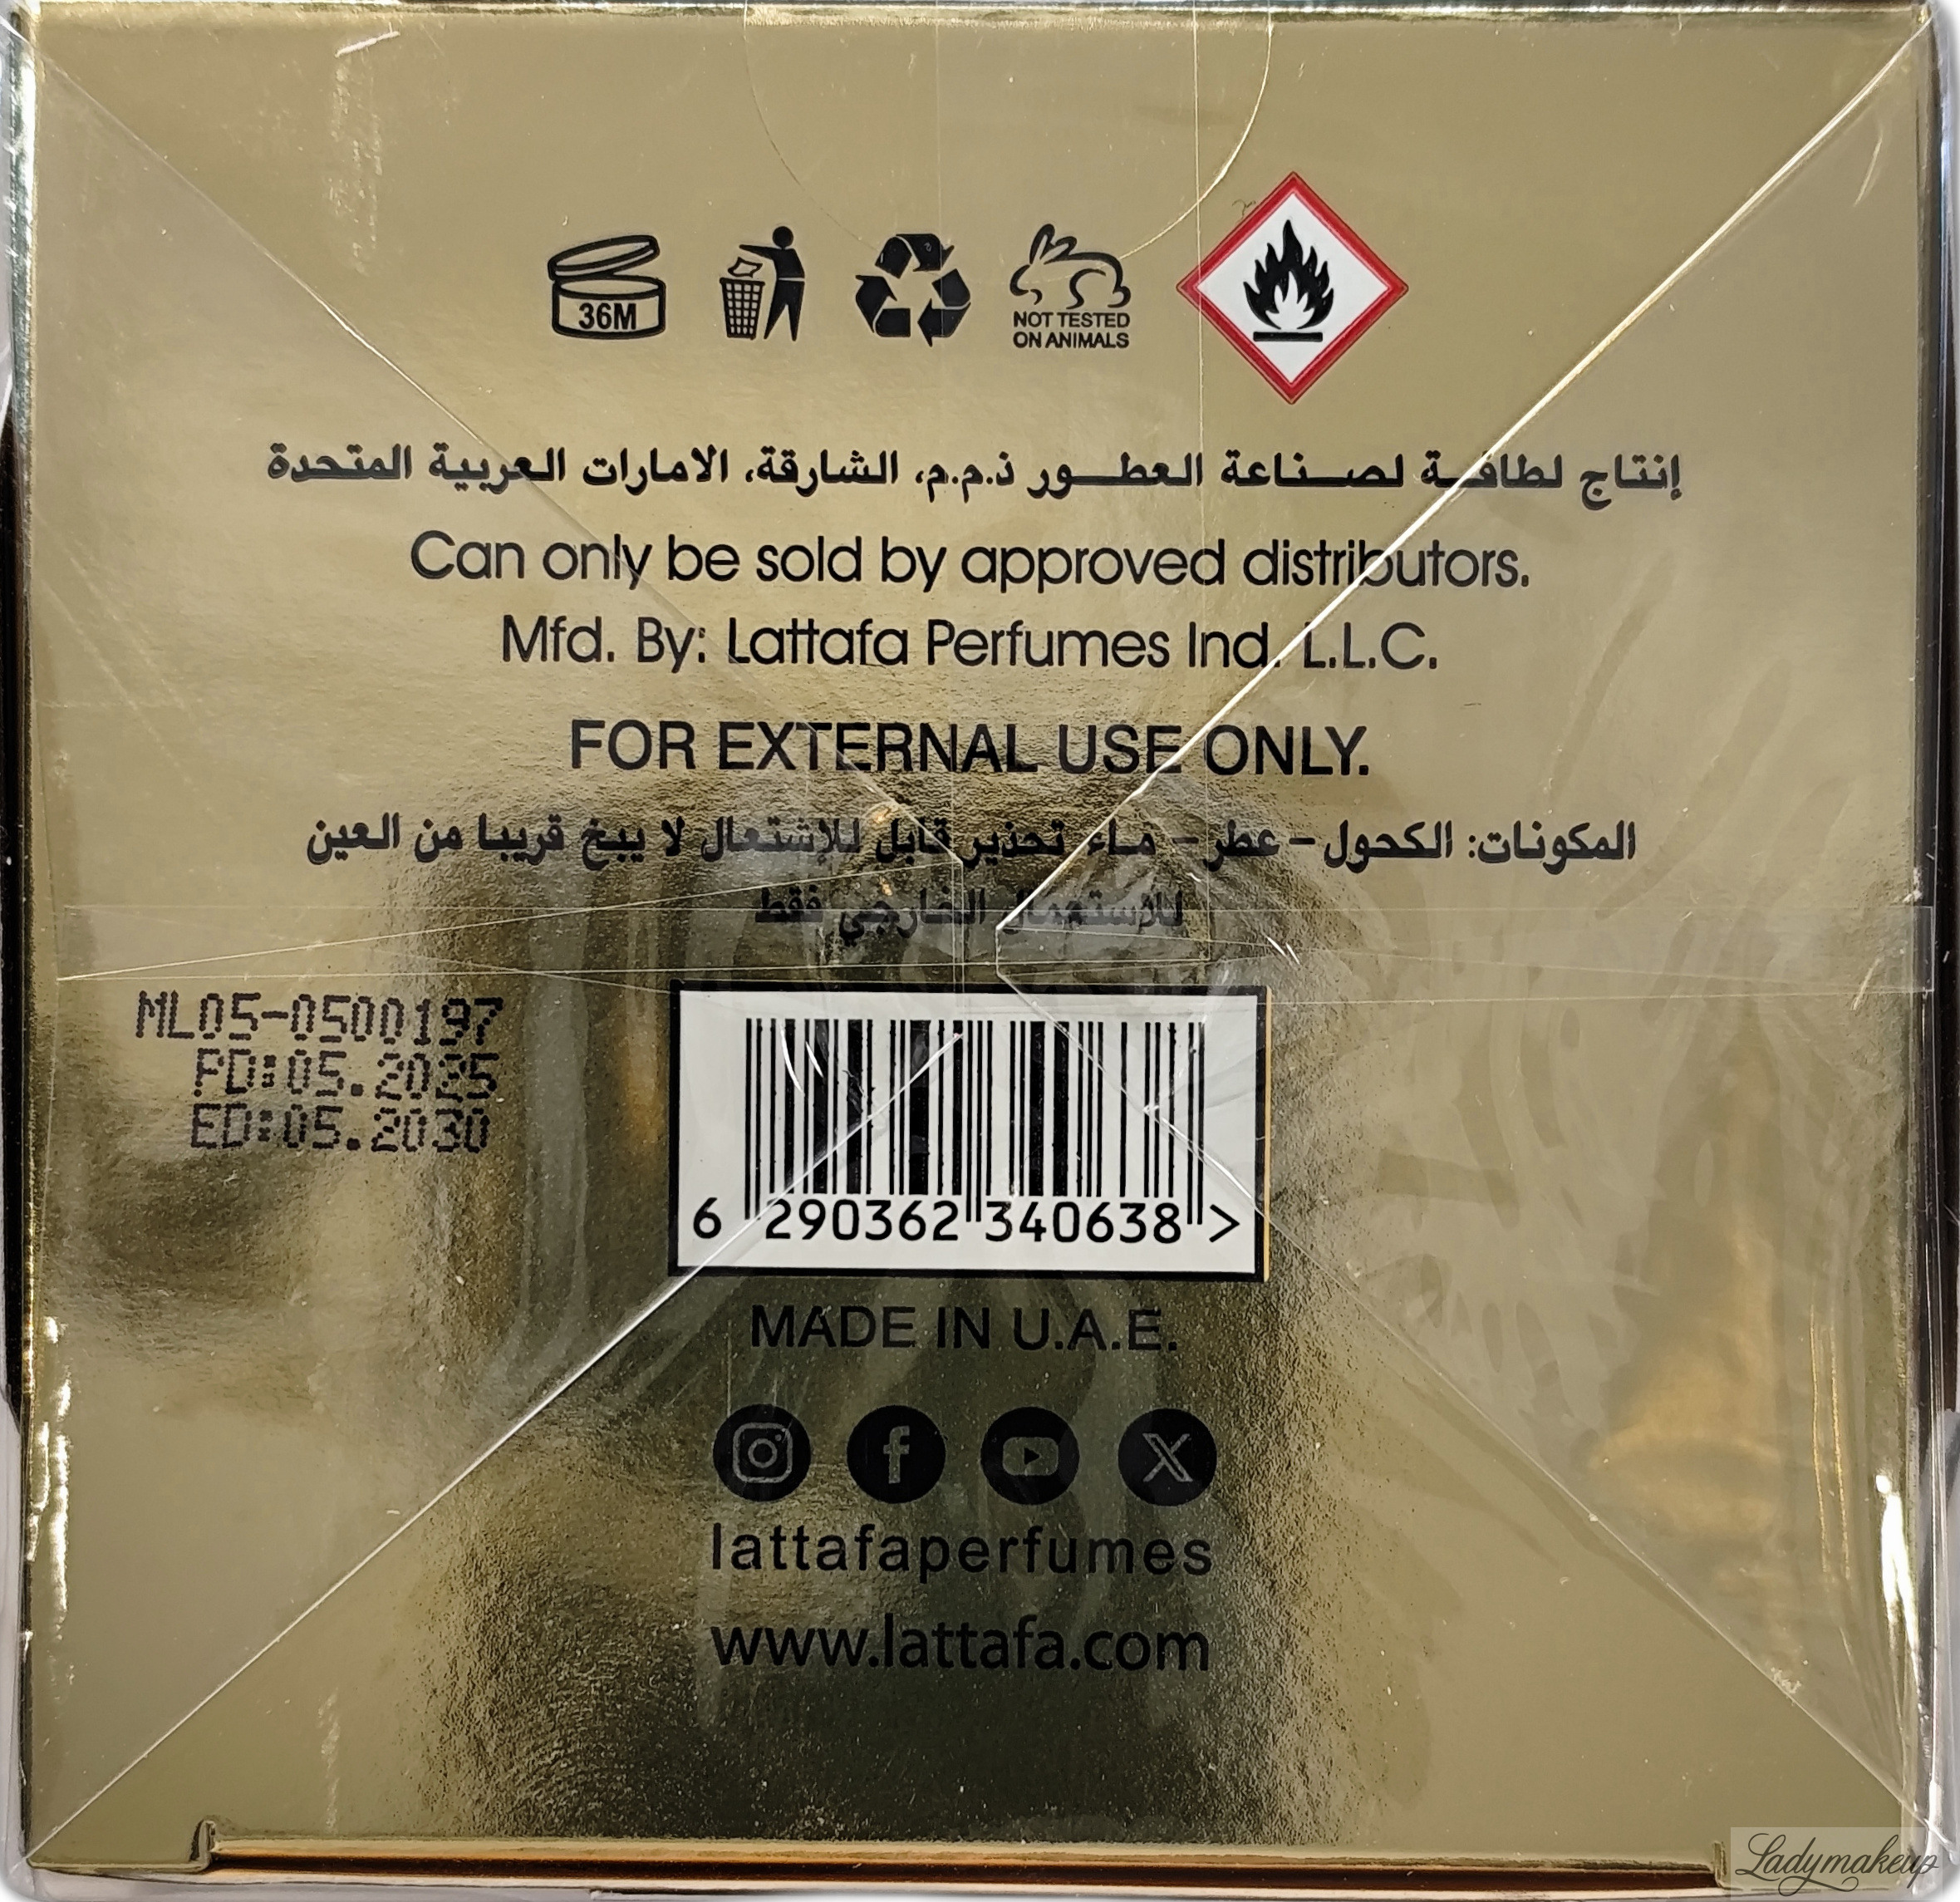 36M
NOT TESTED
ON ANIMALS
إنتاج لطافة لصناعة العطور ذ.م.م، الشارقة، الامارات العربية المتحدة
Can only be sold by approved distributors.
Mfd. By: Lattafa Perfumes Ind. L.L.C.
FOR EXTERNAL USE ONLY.
المكونات: الكحول - عطر - ماء تحذير قابل للإشتعال لا يبخ قريبا من العين
للإستعمال الخارجي فقط
ML05-0500197
PD:05.2025
ED:05.2030
6 290362 340638 >
MADE IN U.A.E.
lattafaperfumes
www.lattafa.com
Ladymakeup